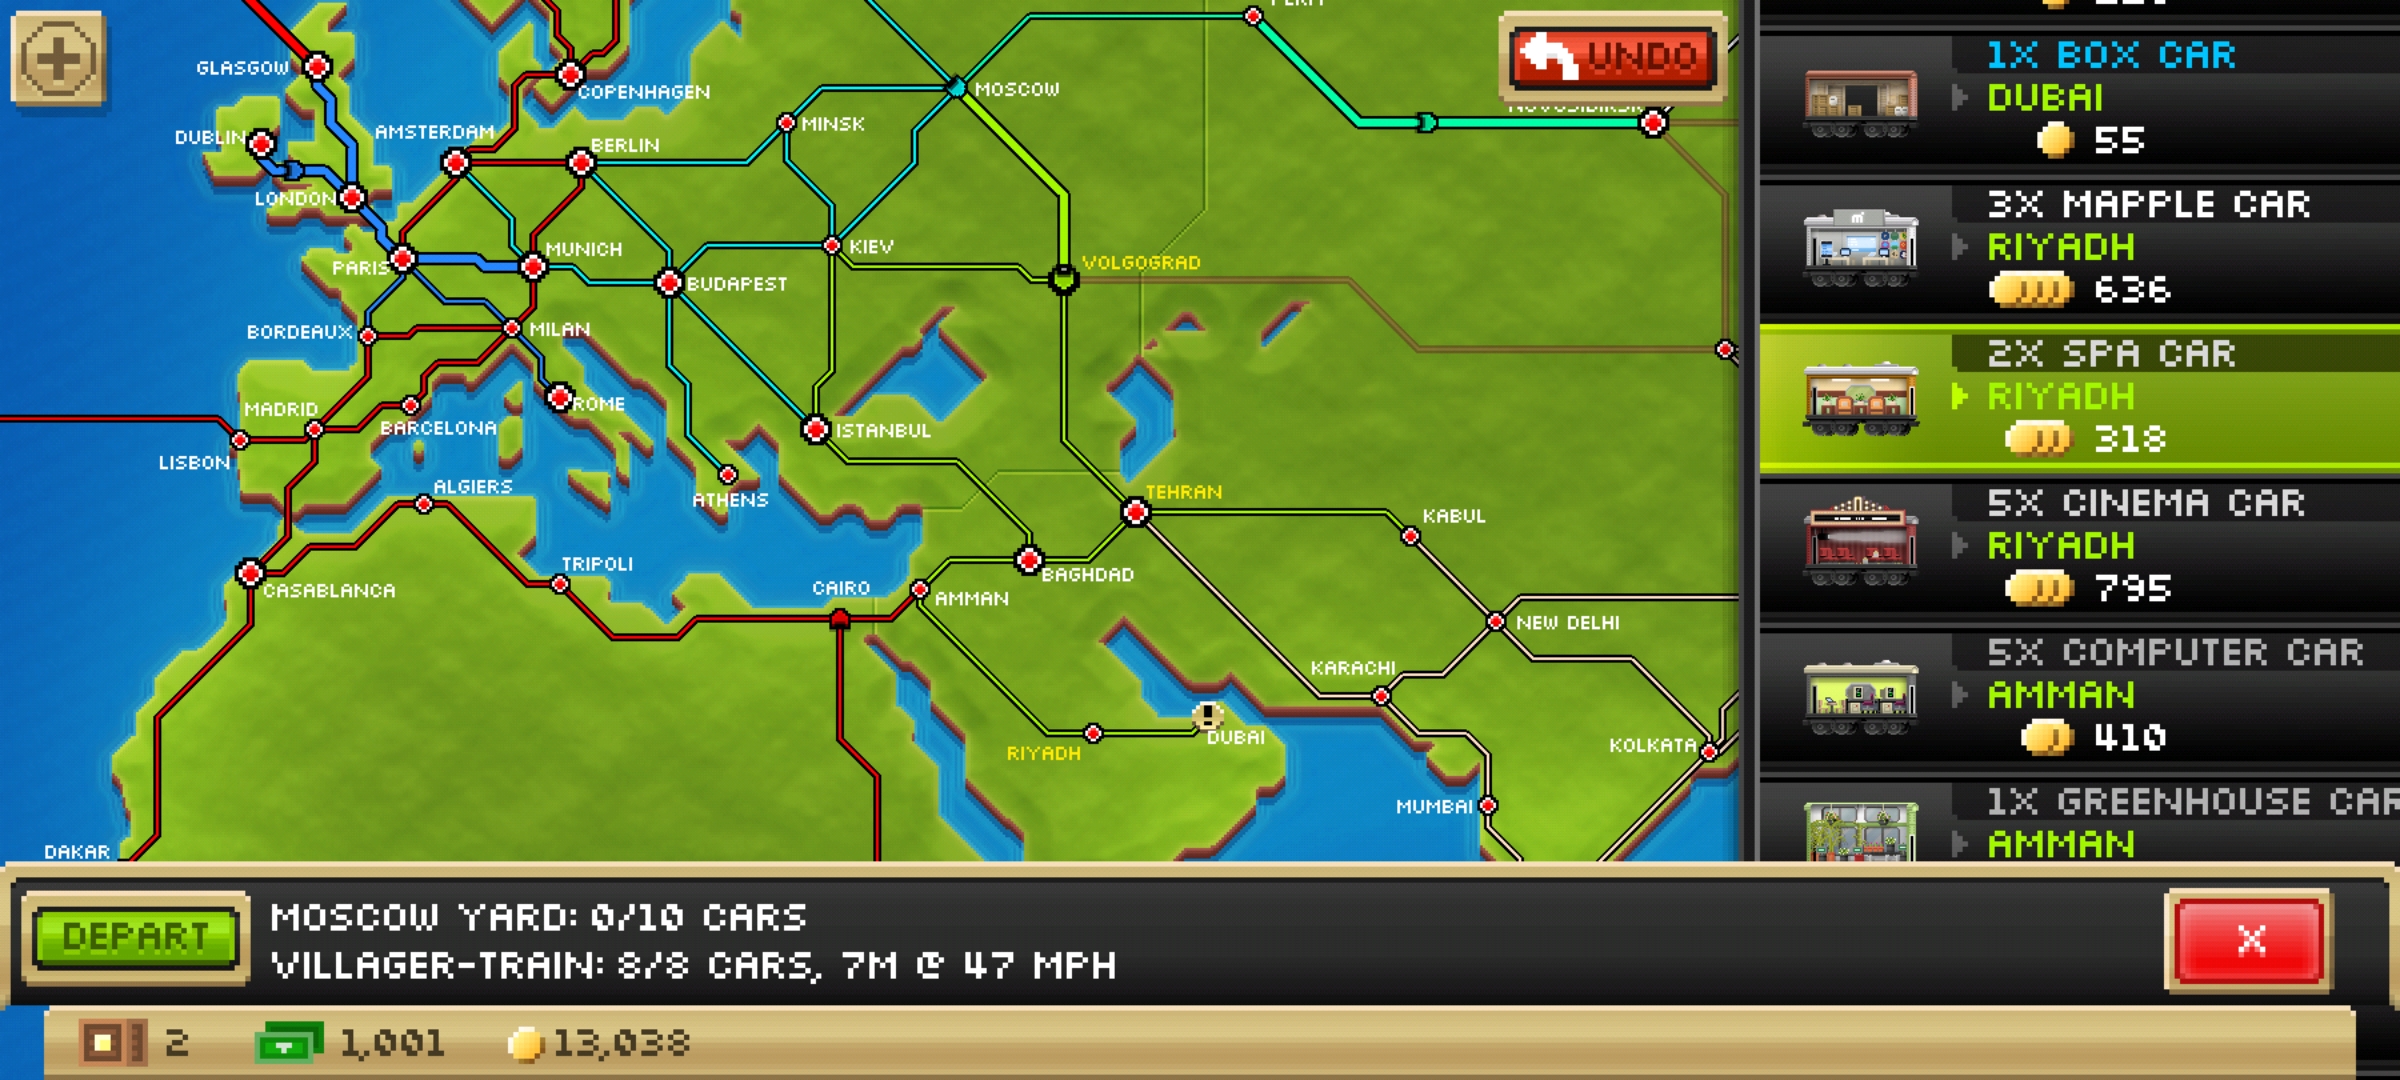 GLASGOW
COPENHAGEN
DUBLIN
AMSTERDAM
BERLIN
LONDON
MINSK
MOSCOW
PARIS
MUNICH
KIEV
VOLGOGRAD
BUDAPEST
BORDEAUX
MILAN
MADRID
ROME
BARCELONA
ISTANBUL
LISBON
ALGIERS
ATHENS
TEHRAN
KABUL
TRIPOLI
CASABLANCA
CAIRO
AMMAN
BAGHDAD
NEW DELHI
KARACHI
RIYADH
DUBAI
KOLKATA
MUMBAI
DAKAR
UNDO
1X BOX CAR
DUBAI
55
3X MAPPLE CAR
m
RIYADH
636
2X SPA CAR
RIYADH
318
5X CINEMA CAR
RIYADH
795
5X COMPUTER CAR
AMMAN
410
1X GREENHOUSE CAR
AMMAN
DEPART
MOSCOW YARD: 0/10 CARS
VILLAGER-TRAIN: 8/8 CARS, 7M @ 47 MPH
X
2
1,001
13,038